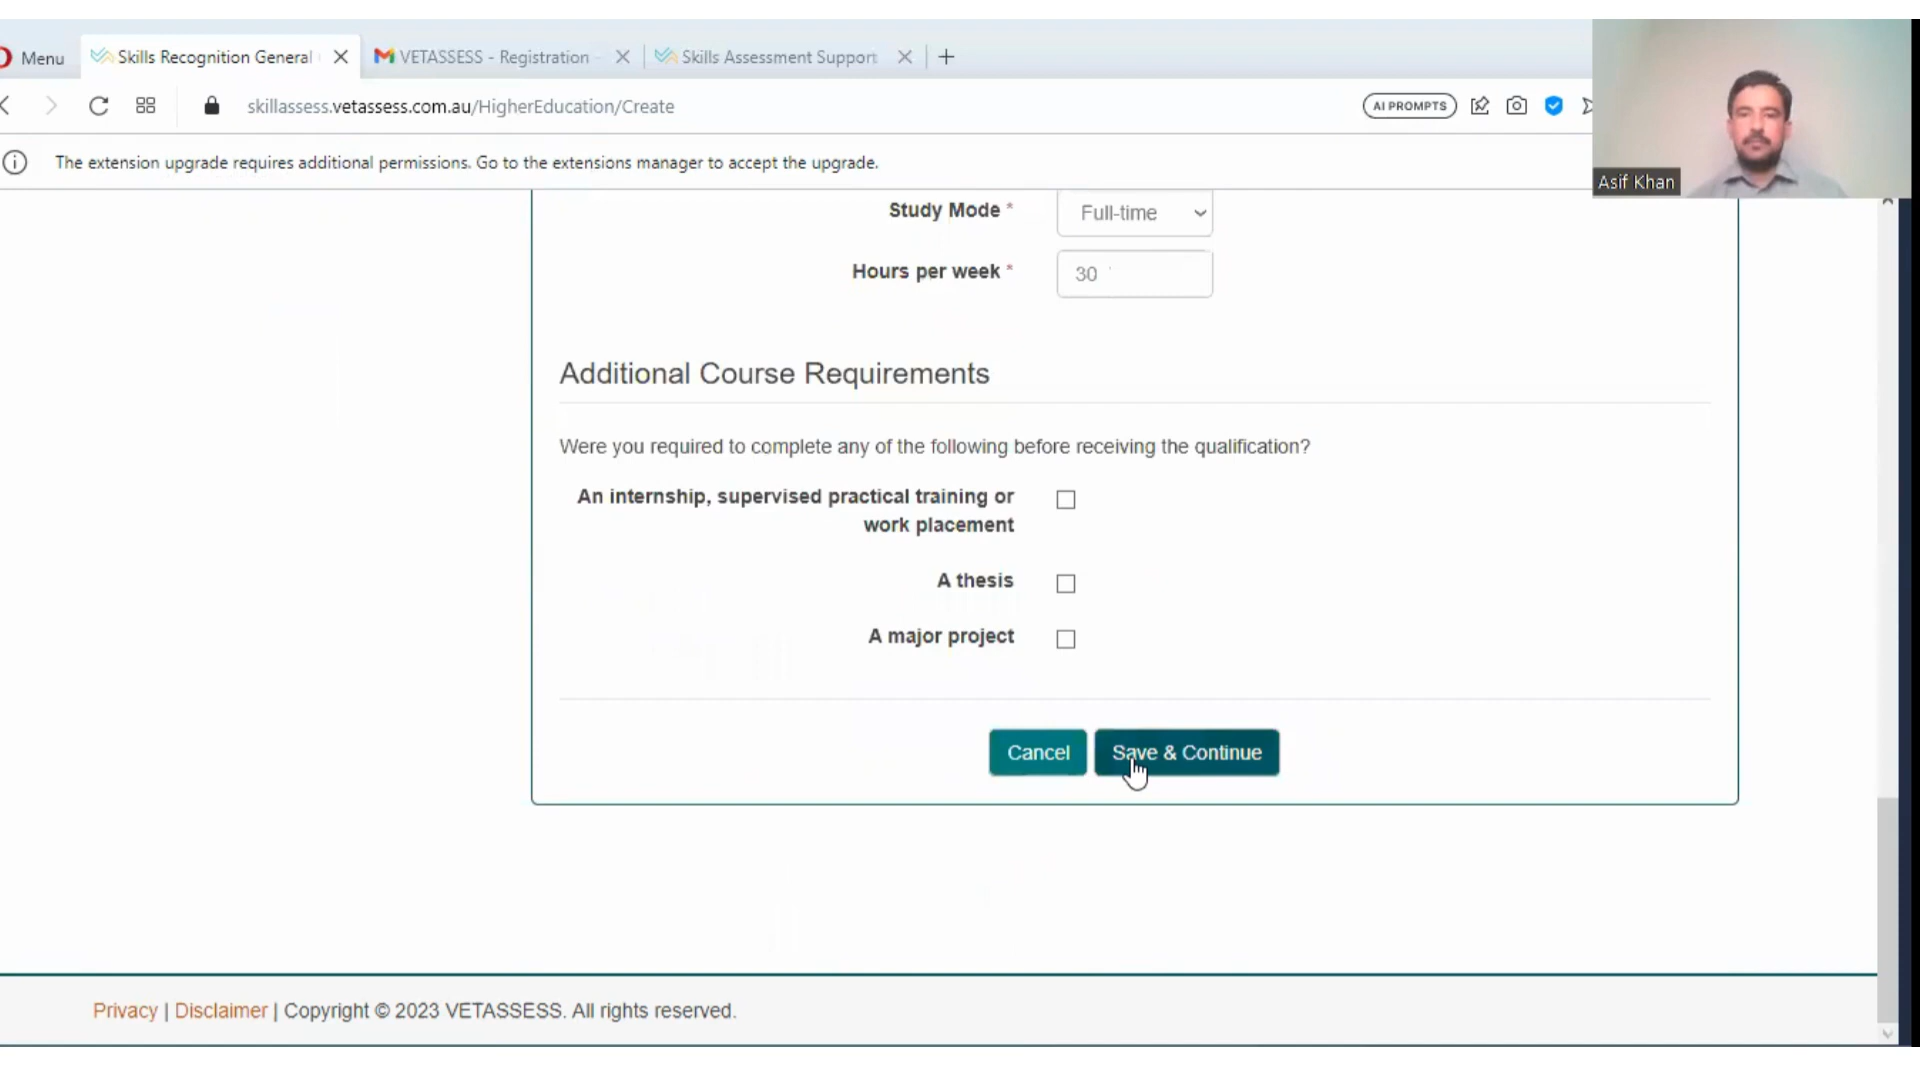 Menu
Skills Recognition General
VETASSESS - Registration -
Skills Assessment Support
skillassess.vetassess.com.au/HigherEducation/Create
AI PROMPTS
The extension upgrade requires additional permissions. Go to the extensions manager to accept the upgrade.
Asif Khan
Study Mode *
Full-time
Hours per week *
30
Additional Course Requirements
Were you required to complete any of the following before receiving the qualification?
An internship, supervised practical training or
work placement
A thesis
A major project
Cancel
Save & Continue
Privacy | Disclaimer | Copyright © 2023 VETASSESS. All rights reserved.